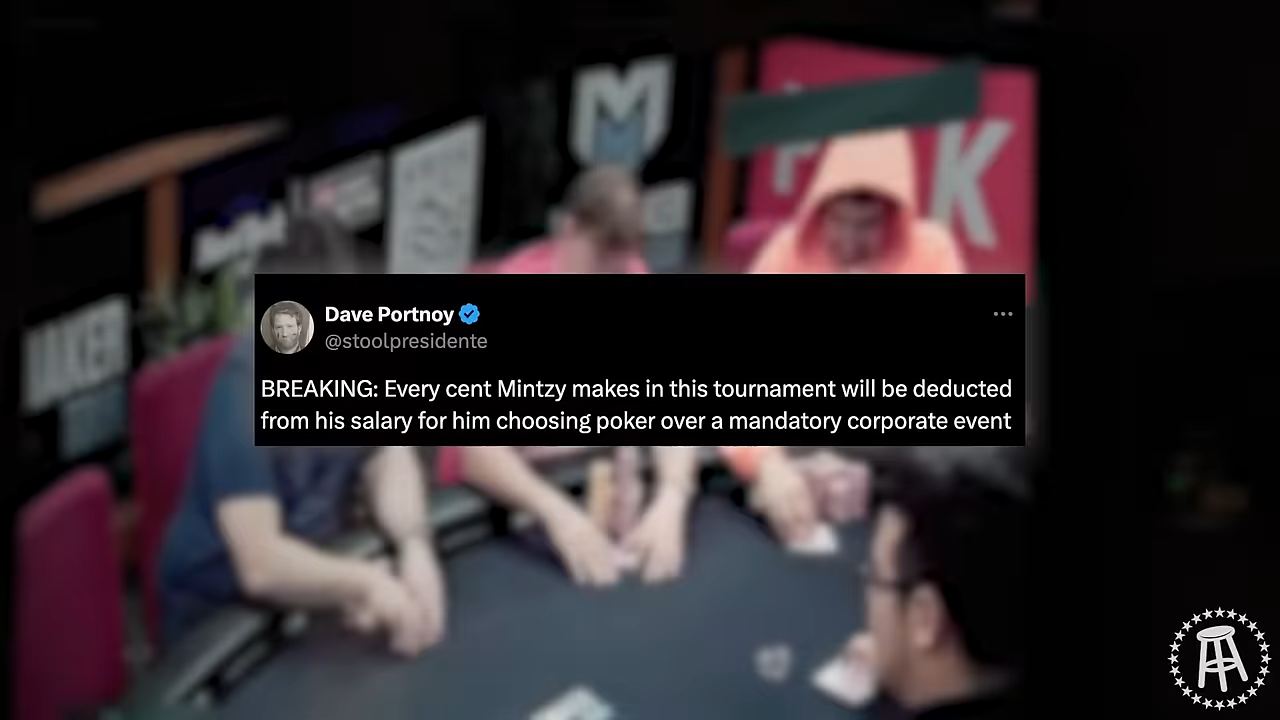 M
K
Dave Portnoy
@stoolpresidente
BREAKING: Every cent Mintzy makes in this tournament will be deducted
from his salary for him choosing poker over a mandatory corporate event